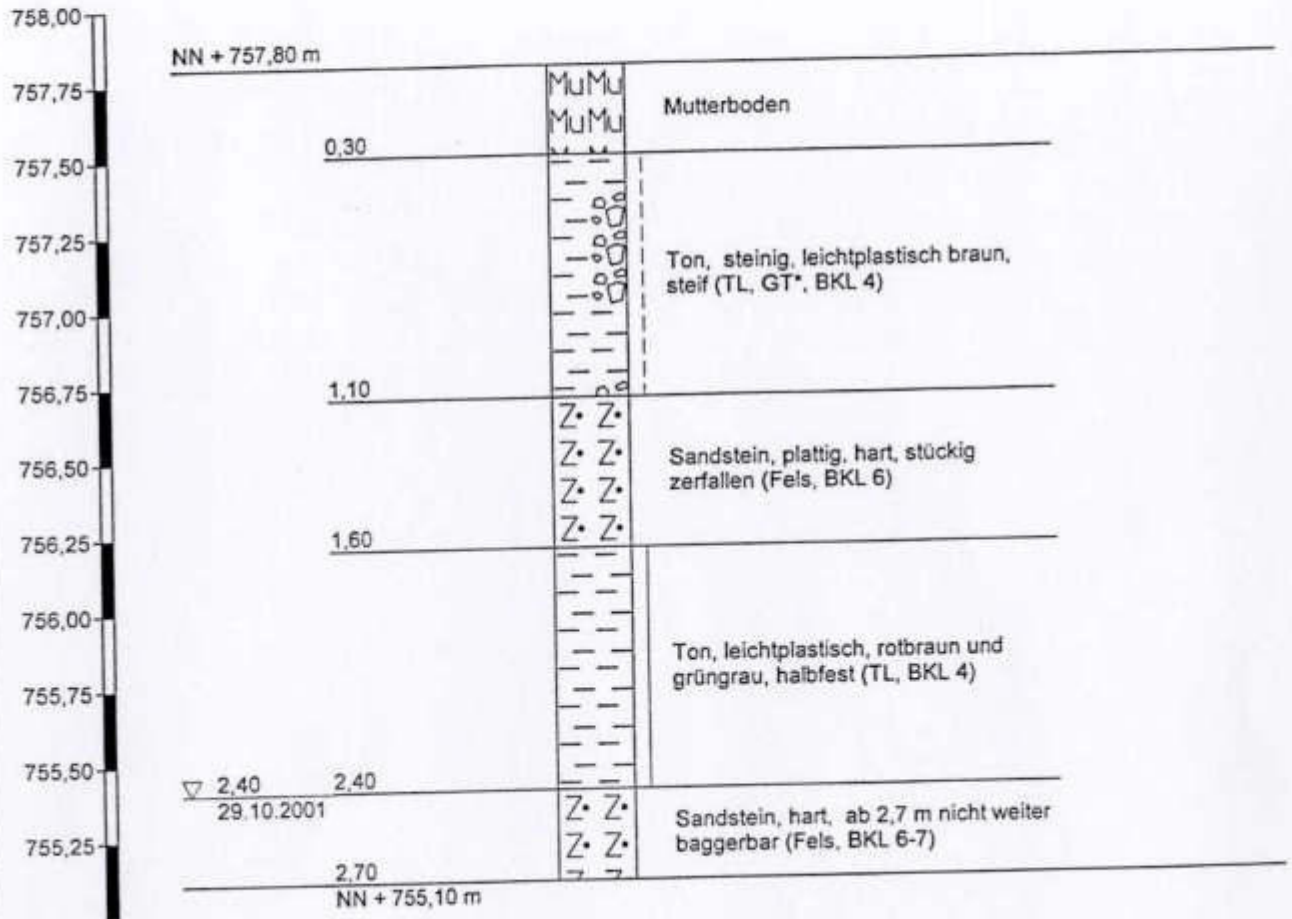 758,00
NN + 757,80 m
757,75
MuMu
Mutterboden
MuMu
0,30
757,50
757,25
Ton, steinig, leichtplastisch braun,
steif (TL, GT*, BKL 4)
757,00
1,10
756,75
Z• Z•
Z• Z•
756,50
Sandstein, plattig, hart, stückig
zerfallen (Fels, BKL 6)
Z• Z•
Z• Z•
1,60
756,25
756,00
Ton, leichtplastisch, rotbraun und
grüngrau, halbfest (TL, BKL 4)
755,75
755,50
2,40
2,40
29.10.2001
Z• Z•
Sandstein, hart, ab 2,7 m nicht weiter
baggerbar (Fels, BKL 6-7)
755,25
Z• Z•
2,70
NN + 755,10 m